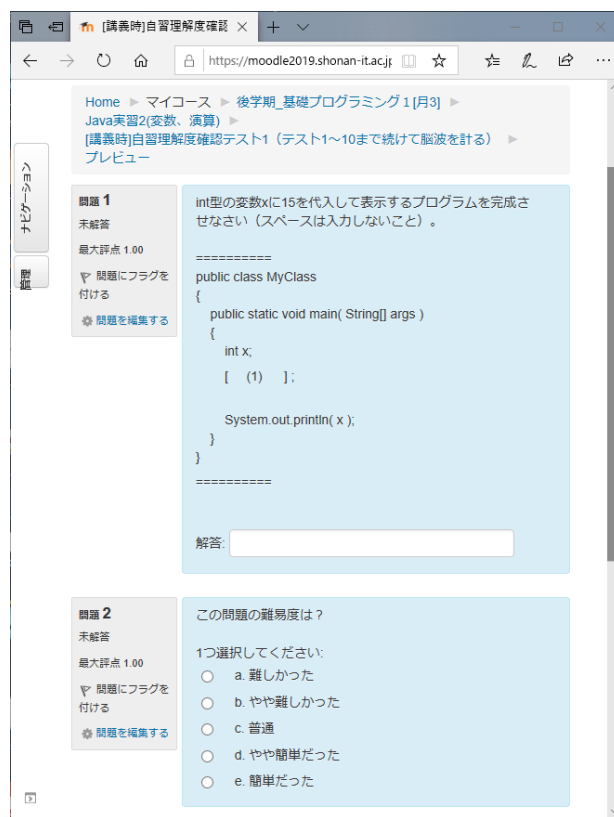 [講義時]自習理解度確認
https://moodle2019.shonan-it.ac.jp
Home ▶ マイコース ▶ 後学期_基礎プログラミング1[月3] ▶
Java実習2(変数、演算) ▶
[講義時]自習理解度確認テスト1(テスト1～10まで続けて脳波を計る) ▶
プレビュー
ナビゲーション
管理
問題 1
未解答
最大評点 1.00
問題にフラグを
付ける
問題を編集する
int型の変数xに15を代入して表示するプログラムを完成さ
せなさい（スペースは入力しないこと）。
==========
public class MyClass
{
public static void main( String[] args )
{
int x;
[ (1) ] ;
System.out.println( x );
}
}
==========
解答:
問題 2
未解答
最大評点 1.00
問題にフラグを
付ける
問題を編集する
この問題の難易度は？
1つ選択してください:
a. 難しかった
b. やや難しかった
c. 普通
d. やや簡単だった
e. 簡単だった